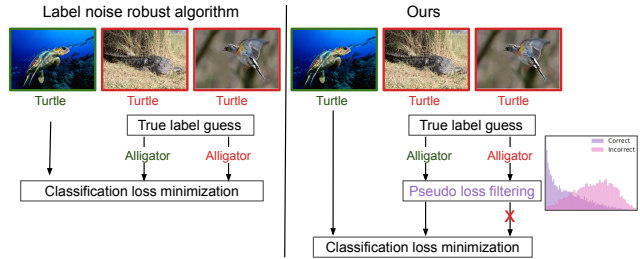 Label noise robust algorithm
Turtle Turtle Turtle
True label guess
Alligator Alligator
Classification loss minimization
Ours
Turtle Turtle Turtle
True label guess
Alligator Alligator
Pseudo loss filtering
X
Correct
Incorrect
Classification loss minimization